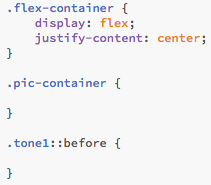 .flex-container {
    display: flex;
    justify-content: center;
}

.pic-container {

}

.tone1::before {

}